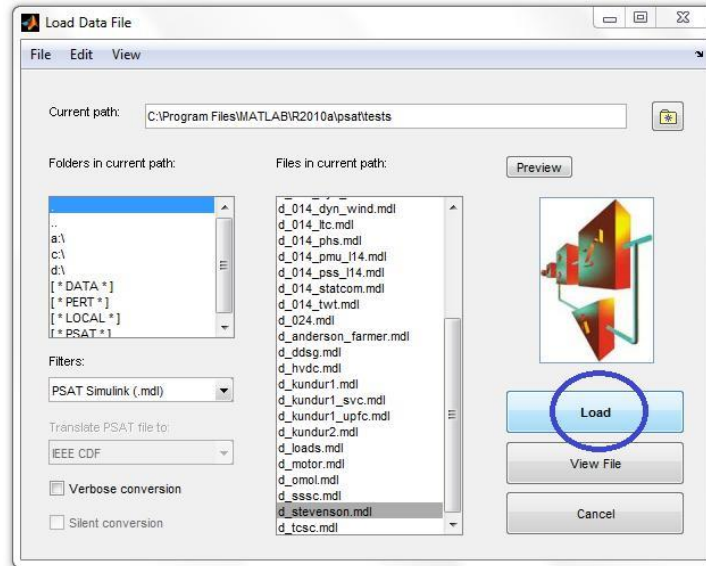 Load Data File
File Edit View
Current path:
C:\Program Files\MATLAB\R2010a\psat\tests
Folders in current path:
.
..
a:\
c:\
d:\
[ * DATA * ]
[ * PERT * ]
[ * LOCAL * ]
[ * PSAT * ]
Filters:
PSAT Simulink (.mdl)
Translate PSAT file to:
IEEE CDF
Verbose conversion
Silent conversion
Files in current path:
d_014_dyn_wind.mdl
d_014_ltc.mdl
d_014_phs.mdl
d_014_pmu_l14.mdl
d_014_pss_l14.mdl
d_014_statcom.mdl
d_014_twt.mdl
d_024.mdl
d_anderson_farmer.mdl
d_ddsg.mdl
d_hvdc.mdl
d_kundur1.mdl
d_kundur1_svc.mdl
d_kundur1_upfc.mdl
d_kundur2.mdl
d_loads.mdl
d_motor.mdl
d_omol.mdl
d_sssc.mdl
d_stevenson.mdl
d_tcsc.mdl
Preview
Load
View File
Cancel